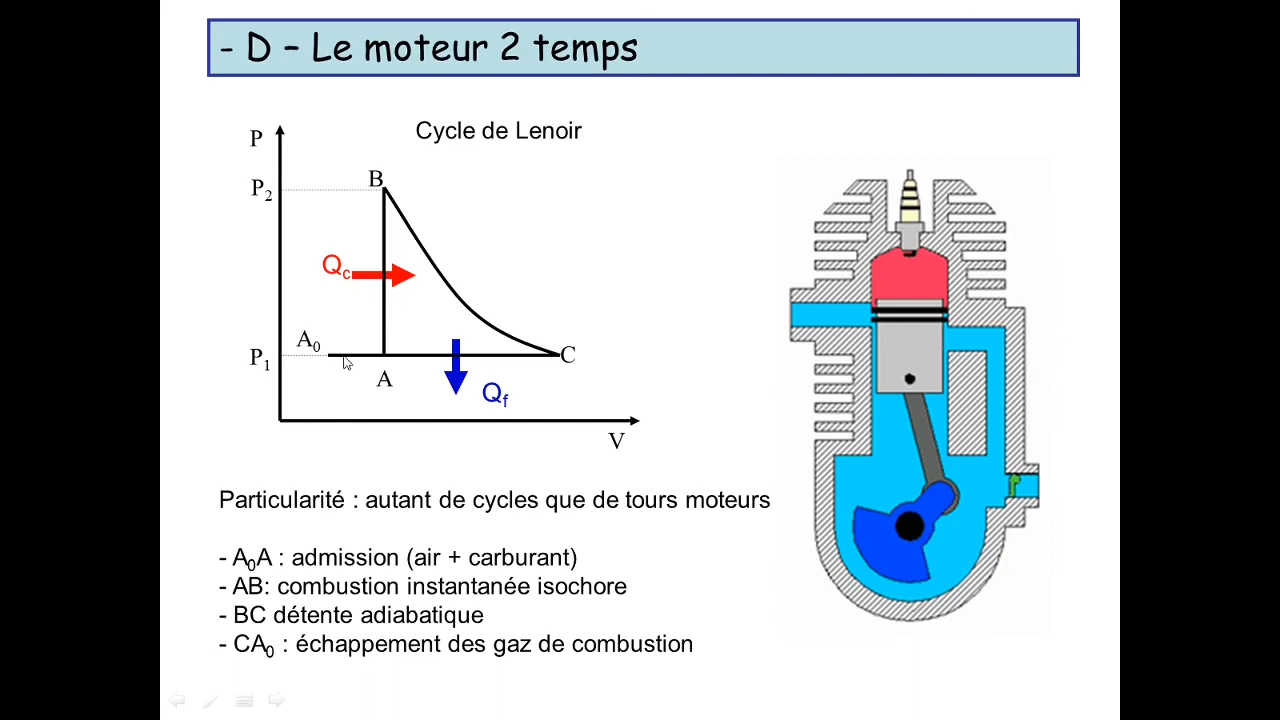 - D – Le moteur 2 temps
Cycle de Lenoir
P
P₂
B
Qc
A₀
P₁
A
C
Qf
V
Particularité : autant de cycles que de tours moteurs
- A₀A : admission (air + carburant)
- AB: combustion instantanée isochore
- BC détente adiabatique
- CA₀ : échappement des gaz de combustion